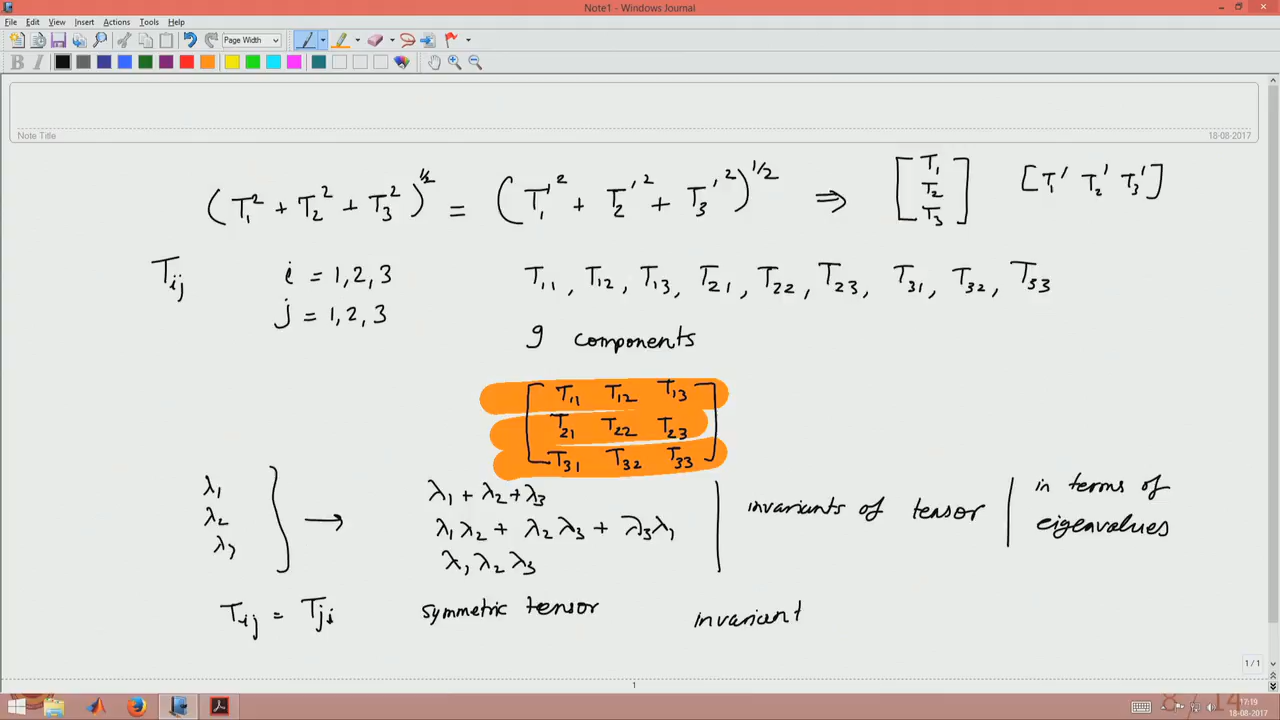 Note1 - Windows Journal
File Edit View Insert Actions Tools Help
Page Width
B I
Note Title 18-08-2017
(T₁² + T₂² + T₃²)^½ = (T₁'² + T₂'² + T₃'²)^1/2 ⇒ [T₁ T₂ T₃] [T₁' T₂' T₃']
Tij i = 1,2,3 T₁₁, T₁₂, T₁₃, T₂₁, T₂₂, T₂₃, T₃₁, T₃₂, T₃₃
j = 1,2,3
9 components
T₁₁ T₁₂ T₁₃
T₂₁ T₂₂ T₂₃
T₃₁ T₃₂ T₃₃
λ₁ λ₁ + λ₂ + λ₃ in terms of
λ₂ → λ₁λ₂ + λ₂λ₃ + λ₃λ₁ invariants of tensor eigenvalues
λ₃ λ₁λ₂λ₃
Tij = Tji symmetric tensor invariant
1/1
1
17:19
18-08-2017